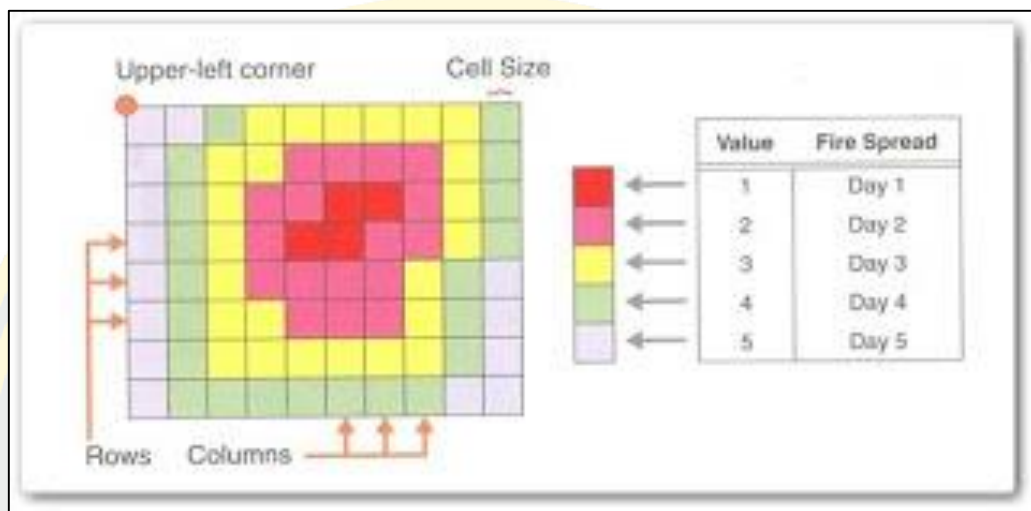 Upper-left corner
Cell Size
Value Fire Spread
1 Day 1
2 Day 2
3 Day 3
4 Day 4
5 Day 5
Rows
Columns